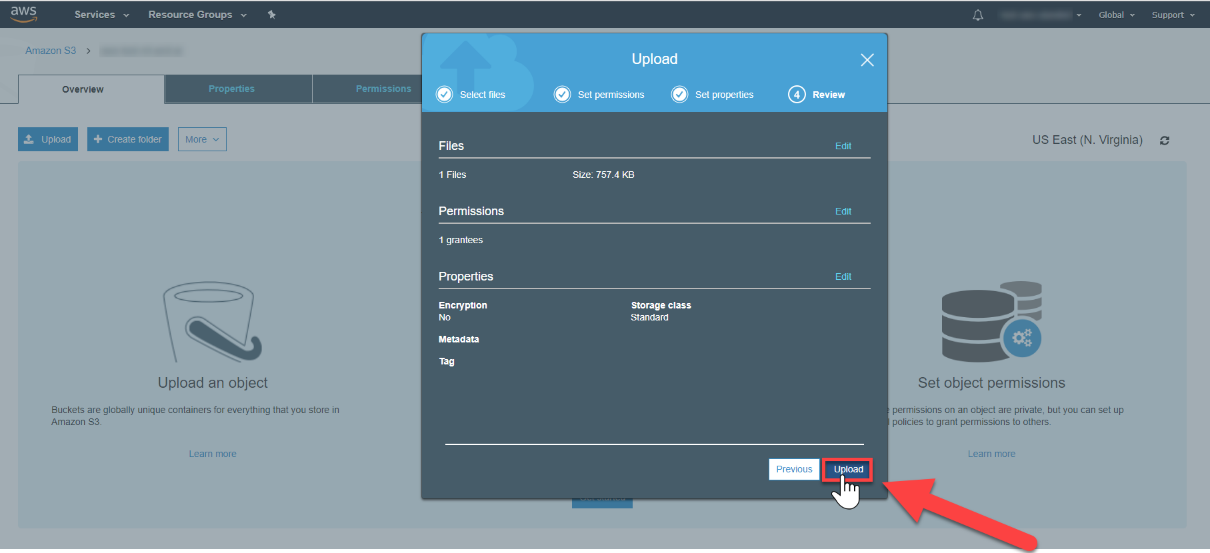 aws
Services
Resource Groups
Global
Support
Amazon S3
Overview
Properties
Permissions
Upload
Create folder
More
US East (N. Virginia)
Upload
Select files
Set permissions
Set properties
4 Review
Files
Edit
1 Files
Size: 757.4 KB
Permissions
Edit
1 grantees
Properties
Edit
Encryption
No
Storage class
Standard
Metadata
Tag
Previous
Upload
Upload an object
Buckets are globally unique containers for everything that you store in
Amazon S3.
Learn more
Set object permissions
permissions on an object are private, but you can set up
policies to grant permissions to others.
Learn more